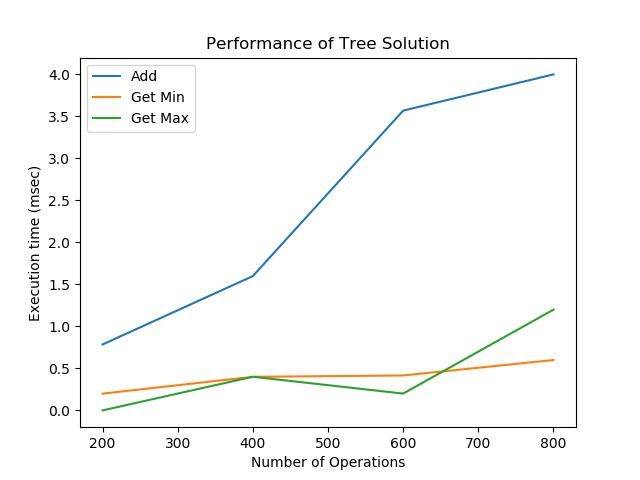 Performance of Tree Solution
Add
Get Min
Get Max
Execution time (msec)
4.0
3.5
3.0
2.5
2.0
1.5
1.0
0.5
0.0
200 300 400 500 600 700 800
Number of Operations